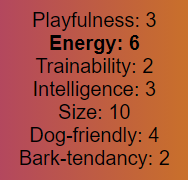 Playfulness: 3
Energy: 6
Trainability: 2
Intelligence: 3
Size: 10
Dog-friendly: 4
Bark-tendancy: 2